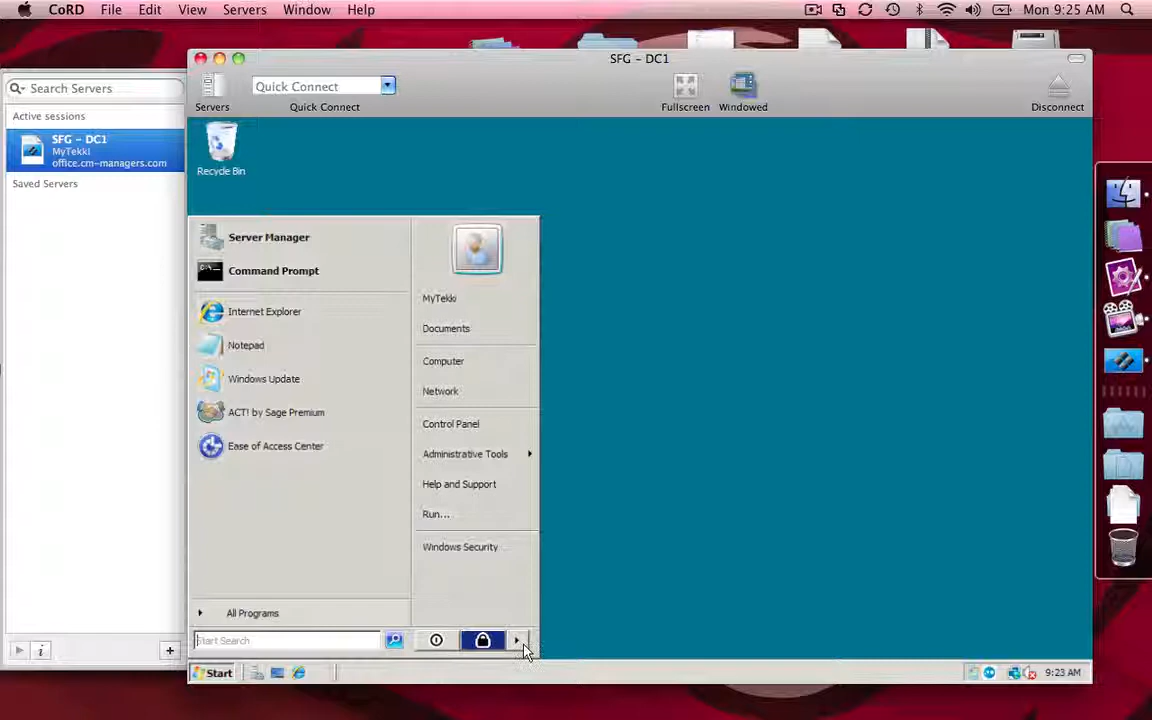 CoRD File Edit View Servers Window Help Mon 9:25 AM
SFG - DC1
Search Servers
Quick Connect
Servers Quick Connect Fullscreen Windowed Disconnect
Active sessions
SFG - DC1
MyTekki
office.cm-managers.com
Saved Servers
Recycle Bin
Server Manager
Command Prompt
Internet Explorer
Notepad
Windows Update
ACT! by Sage Premium
Ease of Access Center
All Programs
Start Search
MyTekki
Documents
Computer
Network
Control Panel
Administrative Tools
Help and Support
Run...
Windows Security
Start 9:23 AM